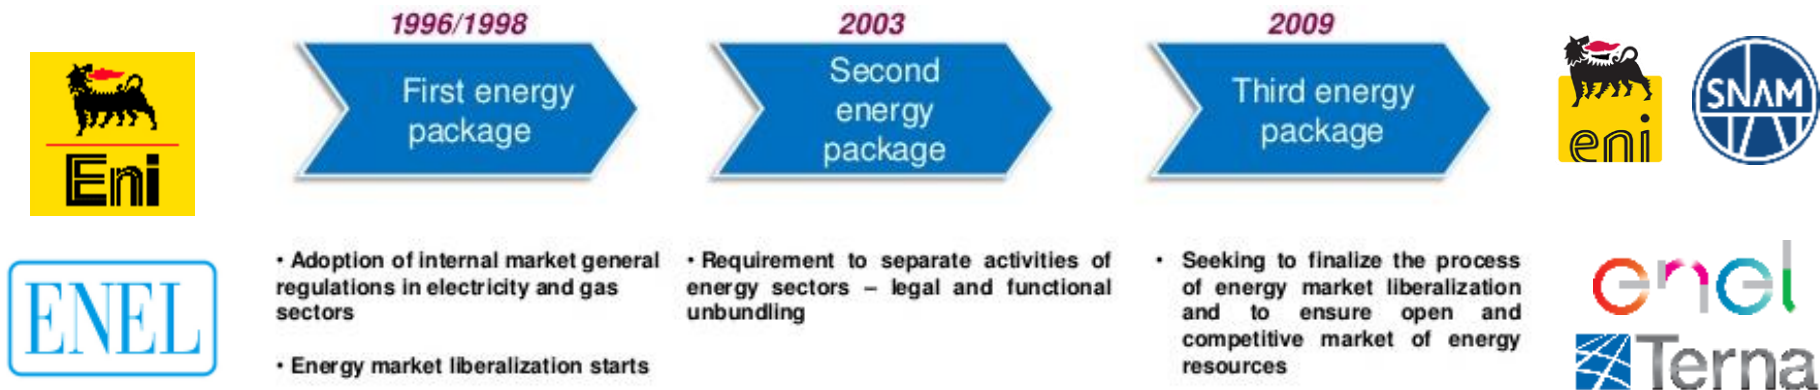 1996/1998
2003
2009
Eni
First energy
package
Second
energy
package
Third energy
package
eni
SNAM
ENEL
• Adoption of internal market general
regulations in electricity and gas
sectors
• Energy market liberalization starts
• Requirement to separate activities of
energy sectors – legal and functional
unbundling
• Seeking to finalize the process
of energy market liberalization
and to ensure open and
competitive market of energy
resources
enel
Terna